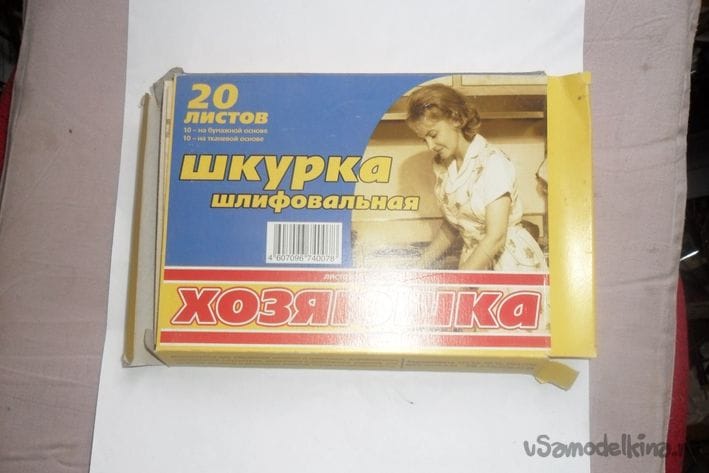 20
ЛИСТОВ
10 – на бумажной основе
10 – на тканевой основе
ШКУРКА
ШЛИФОВАЛЬНАЯ
4 607096 740078
ХОЗЯЮШКА
vSamodelkina.ru